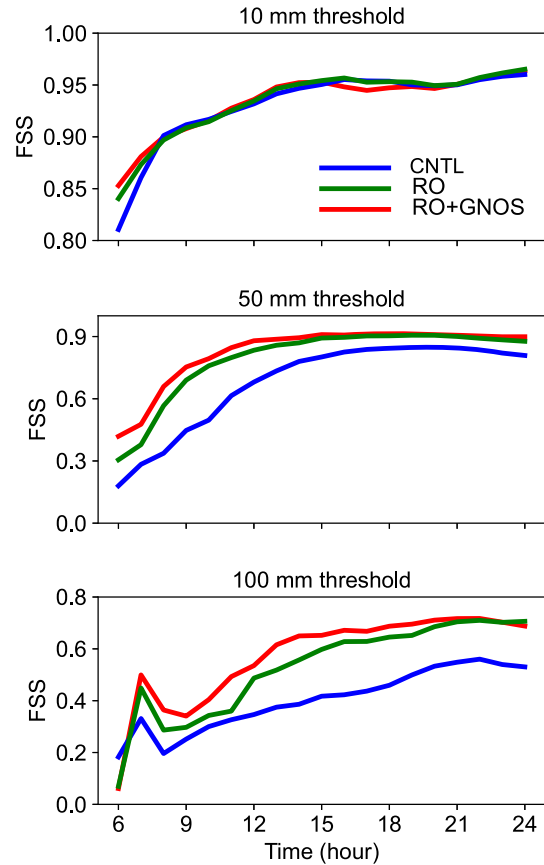 10 mm threshold
1.00
0.95
0.90
0.85
0.80
FSS
CNTL
RO
RO+GNOS
50 mm threshold
0.9
0.6
0.3
0.0
FSS
100 mm threshold
0.8
0.6
0.4
0.2
0.0
FSS
6 9 12 15 18 21 24
Time (hour)